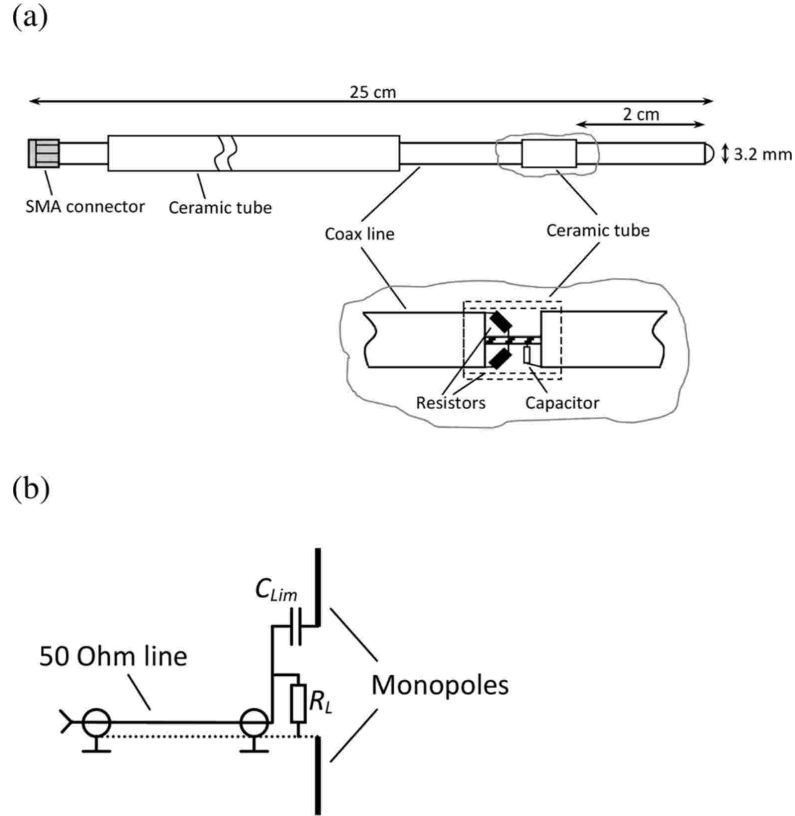 (a)
25 cm
2 cm
3.2 mm
SMA connector
Ceramic tube
Coax line
Ceramic tube
Resistors
Capacitor
(b)
C_Lim
50 Ohm line
Monopoles
R_L